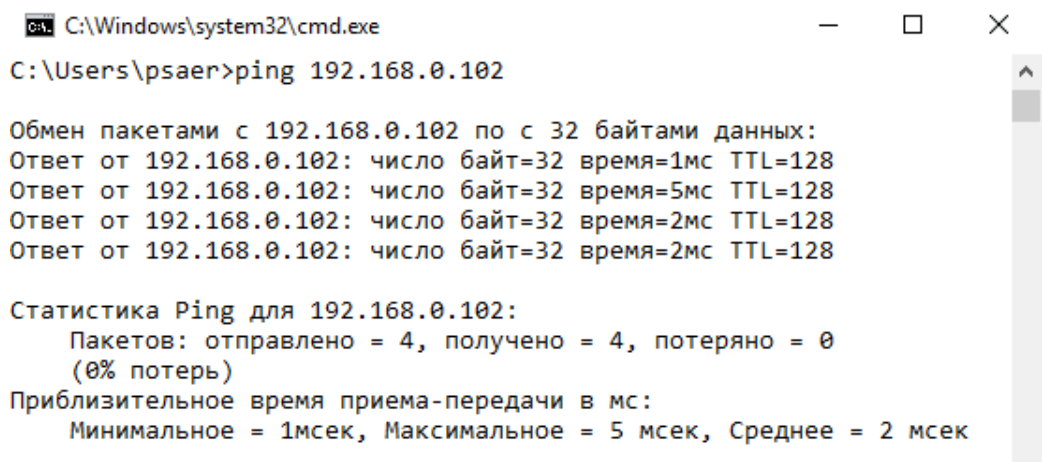 C:\Windows\system32\cmd.exe
C:\Users\psaer>ping 192.168.0.102
Обмен пакетами с 192.168.0.102 по с 32 байтами данных:
Ответ от 192.168.0.102: число байт=32 время=1мс TTL=128
Ответ от 192.168.0.102: число байт=32 время=5мс TTL=128
Ответ от 192.168.0.102: число байт=32 время=2мс TTL=128
Ответ от 192.168.0.102: число байт=32 время=2мс TTL=128
Статистика Ping для 192.168.0.102:
Пакетов: отправлено = 4, получено = 4, потеряно = 0
(0% потерь)
Приблизительное время приема-передачи в мс:
Минимальное = 1мсек, Максимальное = 5 мсек, Среднее = 2 мсек